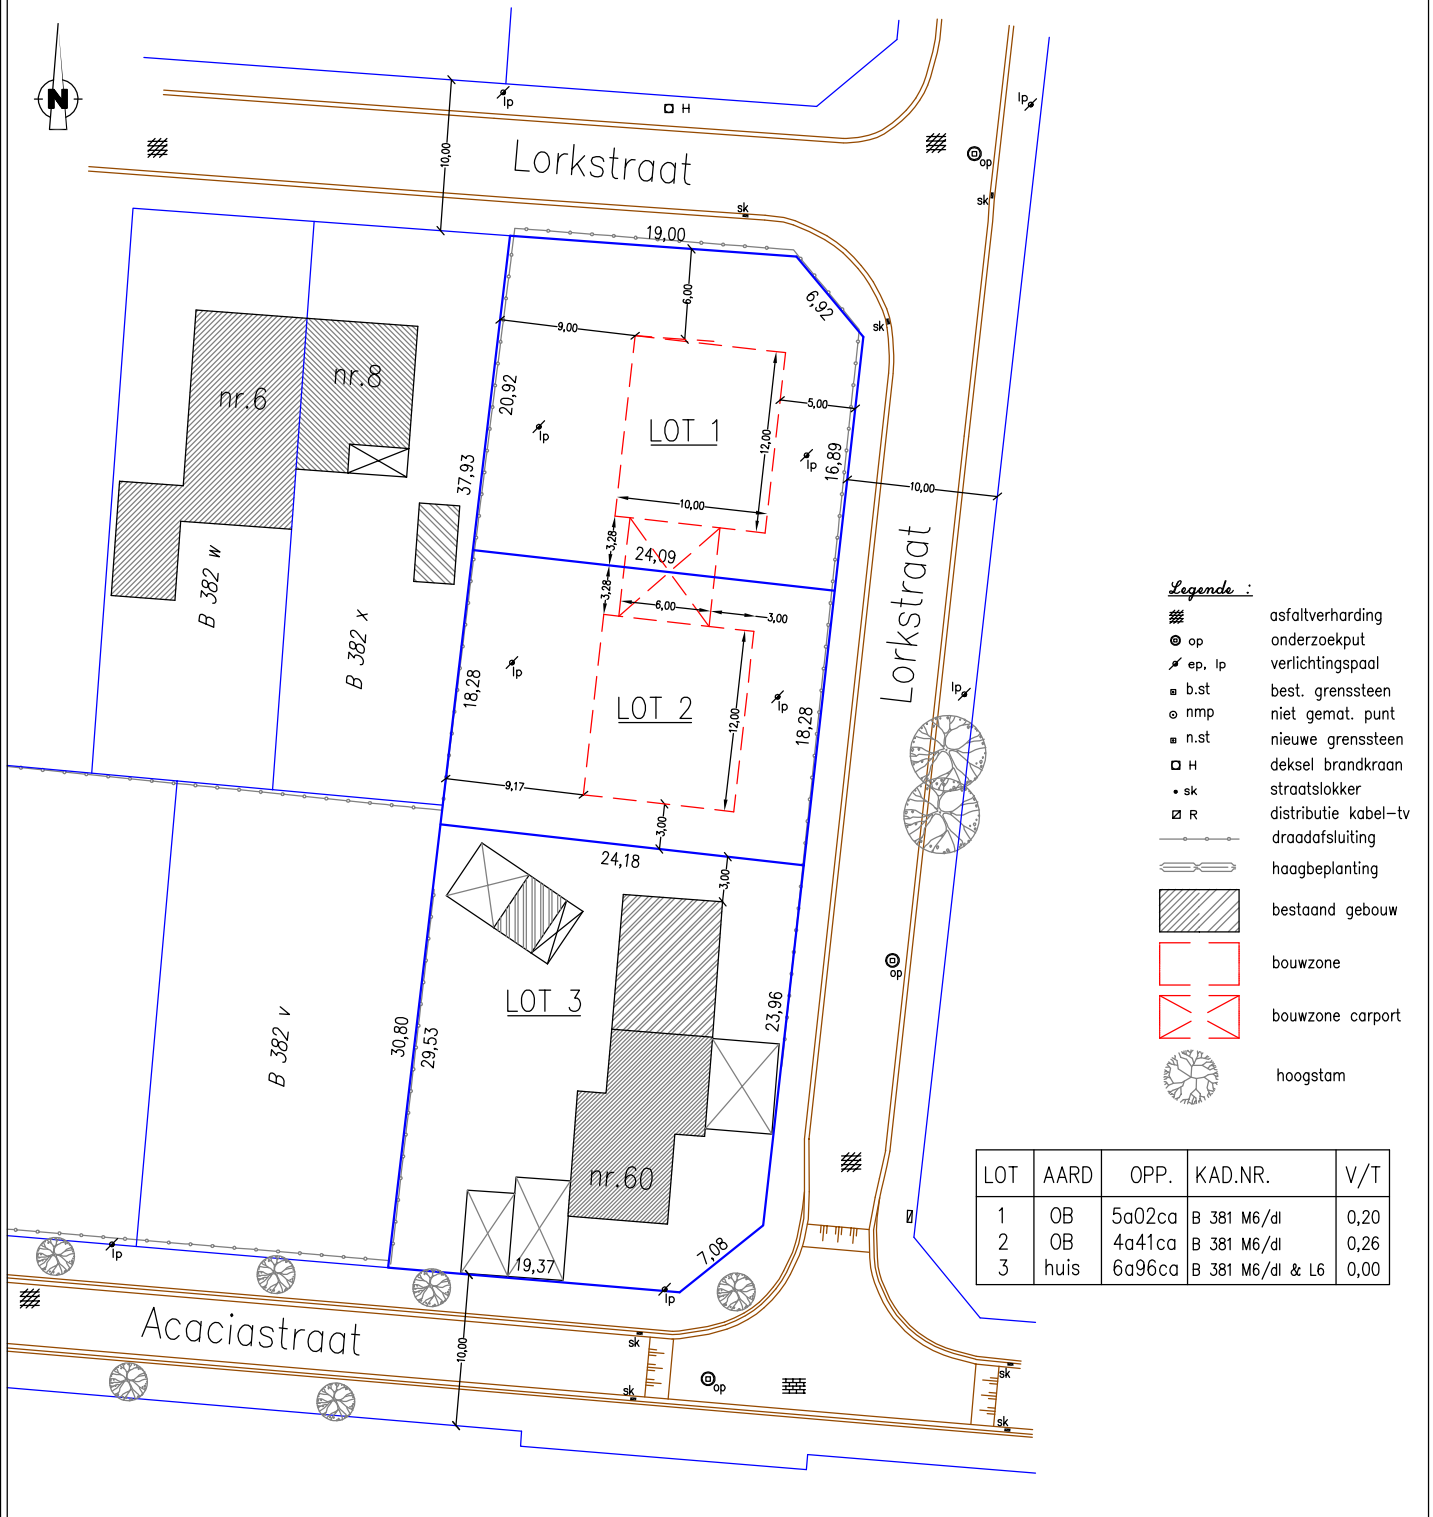 N
lp
H
lp
10,00
Lorkstraat
op
sk
sk
19,00
6,00
6,92
sk
9,00
nr.6
nr.8
20,92
LOT 1
5,00
lp
12,00
lp
16,89
37,93
10,00
10,00
3,28
24,09
3,28
6,00
3,00
B 382 w
B 382 x
Lorkstraat
lp
18,28
LOT 2
lp
12,00
18,28
lp
9,17
3,00
24,18
3,00
LOT 3
op
B 382 v
30,80
29,53
23,96
nr.60
7,08
19,37
lp
lp
Acaciastraat
10,00
sk
sk
op
sk
sk
Legende :
asfaltverharding
op onderzoekput
ep, lp verlichtingspaal
b.st best. grenssteen
nmp niet gemat. punt
n.st nieuwe grenssteen
H deksel brandkraan
sk straatslokker
R distributie kabel-tv
draadafsluiting
haagbeplanting
bestaand gebouw
bouwzone
bouwzone carport
hoogstam
LOT AARD OPP. KAD.NR. V/T
1 OB 5a02ca B 381 M6/dl 0,20
2 OB 4a41ca B 381 M6/dl 0,26
3 huis 6a96ca B 381 M6/dl & L6 0,00